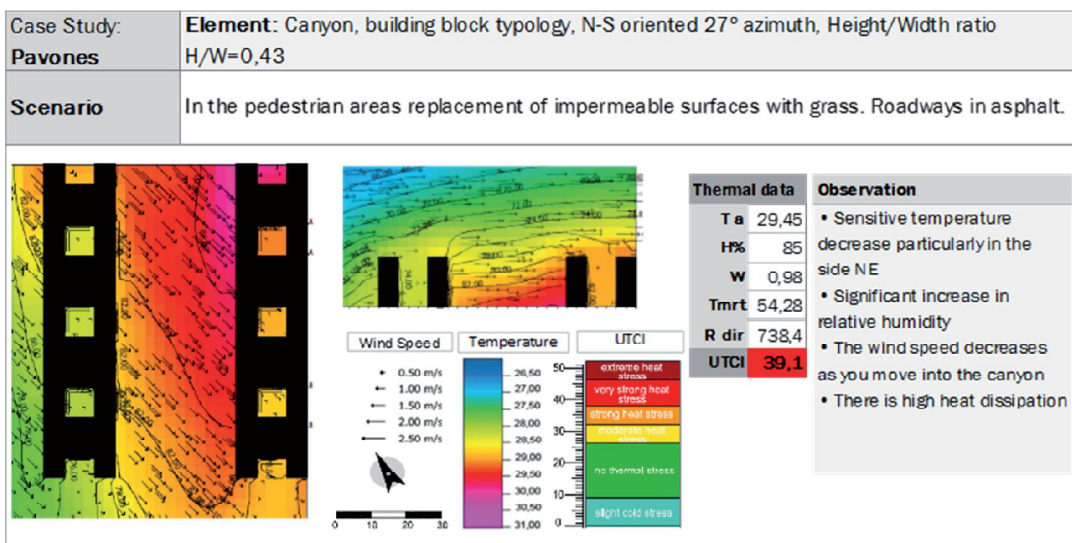 Case Study:
Pavones
Element: Canyon, building block typology, N-S oriented 27° azimuth, Height/Width ratio
H/W=0,43
Scenario
In the pedestrian areas replacement of impermeable surfaces with grass. Roadways in asphalt.
Wind Speed
0.50 m/s
1.00 m/s
1.50 m/s
2.00 m/s
2.50 m/s
0 10 20 30
Temperature
26,50
27,00
27,50
28,00
28,50
29,00
29,50
30,00
30,50
31,00
UTCI
50
40
30
20
10
0
extreme heat
stress
very strong heat
stress
strong heat stress
moderate heat
stress
no thermal stress
slight cold stress
Thermal data
T a 29,45
H% 85
W 0,98
Tmrt 54,28
R dir 738,4
UTCI 39,1
Observation
• Sensitive temperature
decrease particularly in the
side NE
• Significant increase in
relative humidity
• The wind speed decreases
as you move into the canyon
• There is high heat dissipation